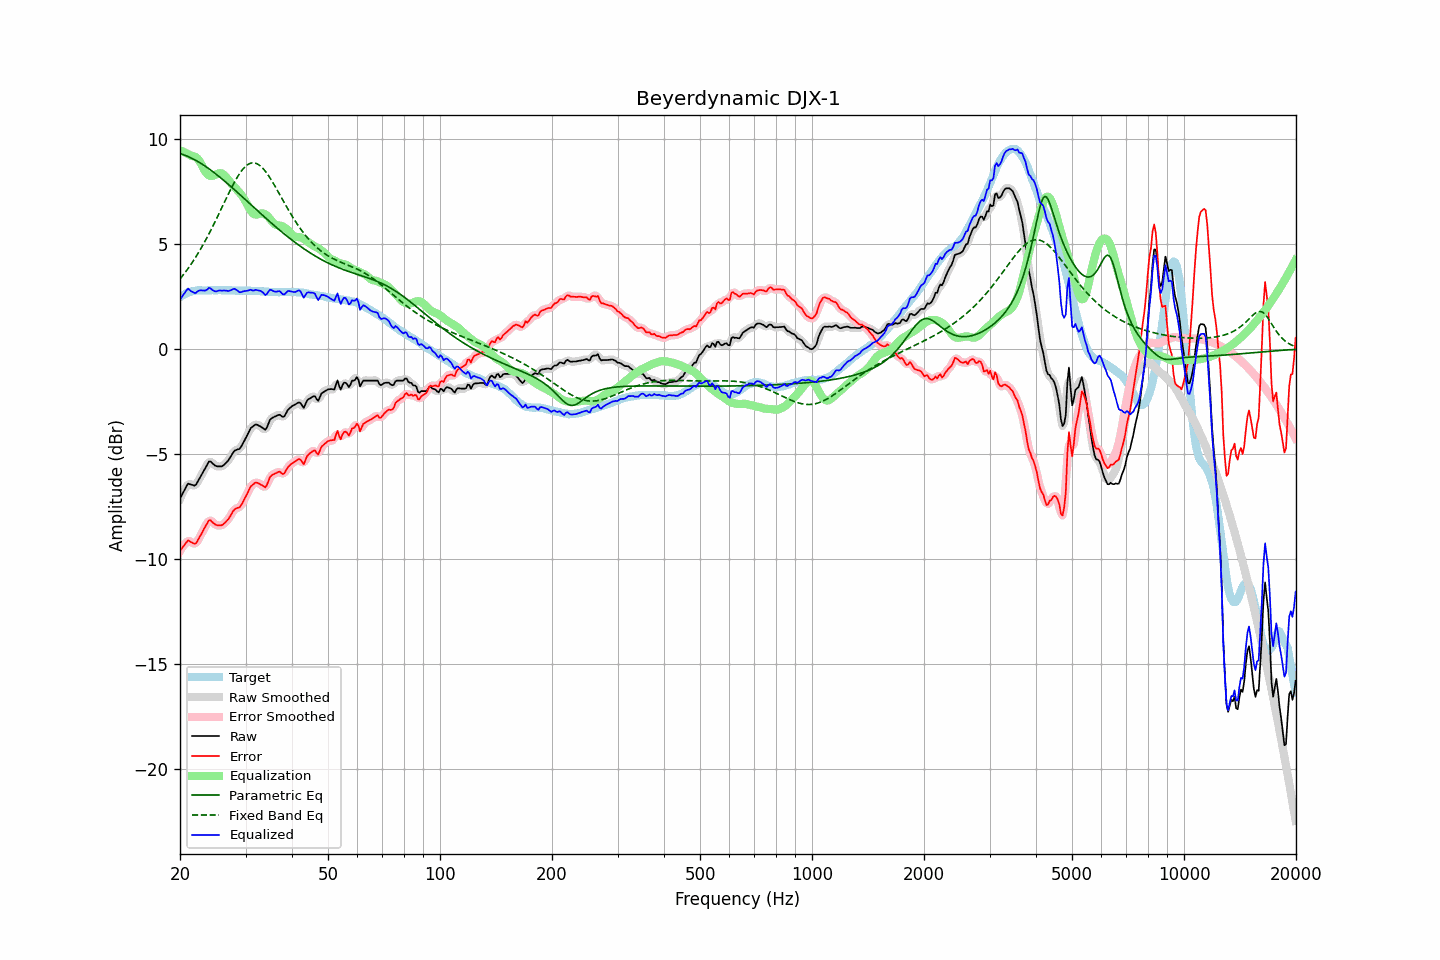 Beyerdynamic DJX-1
Amplitude (dBr)
10
5
0
−5
−10
−15
−20
Target
Raw Smoothed
Error Smoothed
Raw
Error
Equalization
Parametric Eq
Fixed Band Eq
Equalized
20 50 100 200 500 1000 2000 5000 10000 20000
Frequency (Hz)